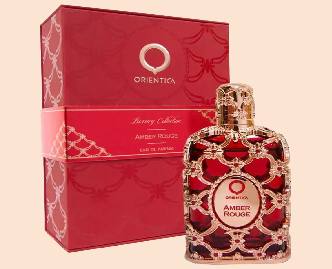 ORIENTICA
Luxury Collection
AMBER ROUGE
EAU DE PARFUM
ORIENTICA
AMBER
ROUGE